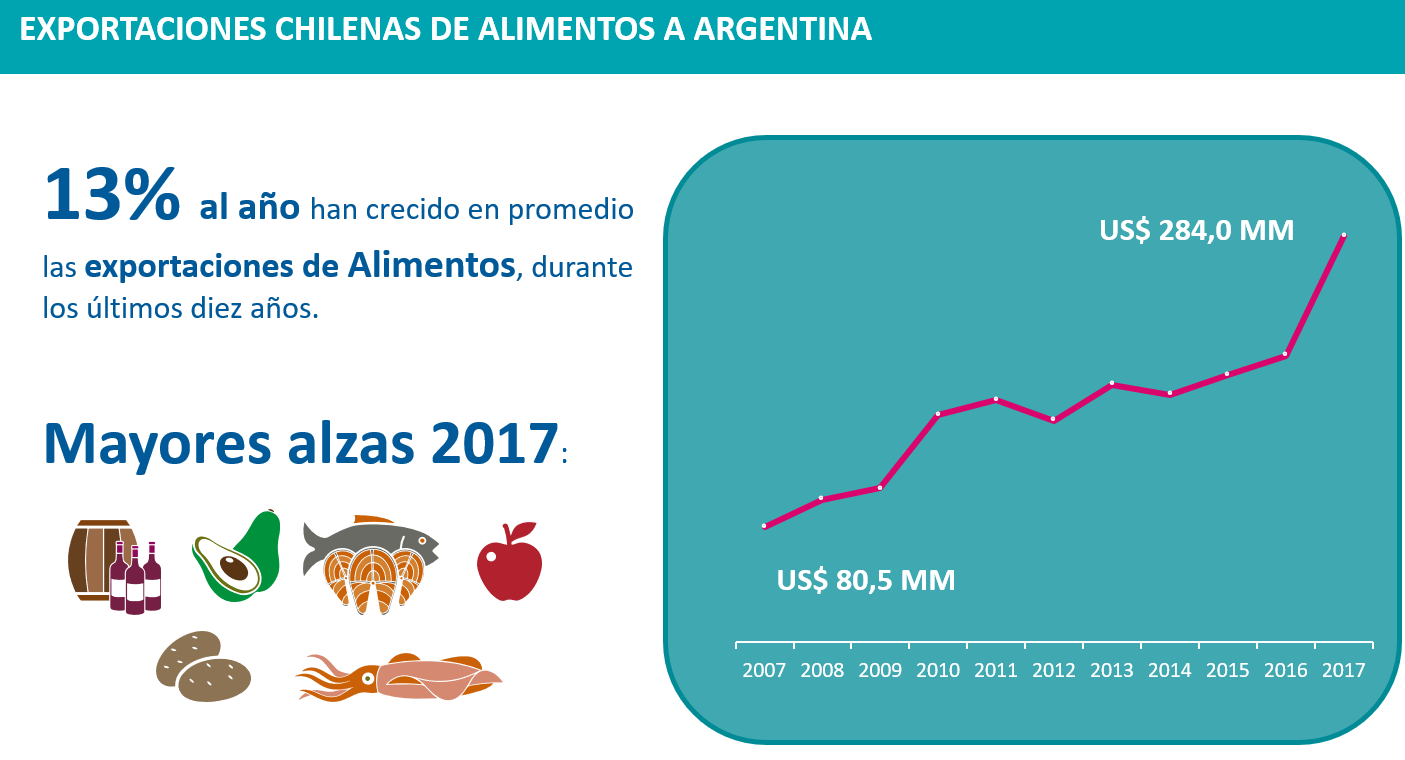 EXPORTACIONES CHILENAS DE ALIMENTOS A ARGENTINA
13% al año han crecido en promedio
las exportaciones de Alimentos, durante
los últimos diez años.
Mayores alzas 2017:
US$ 284,0 MM
US$ 80,5 MM
2007 2008 2009 2010 2011 2012 2013 2014 2015 2016 2017